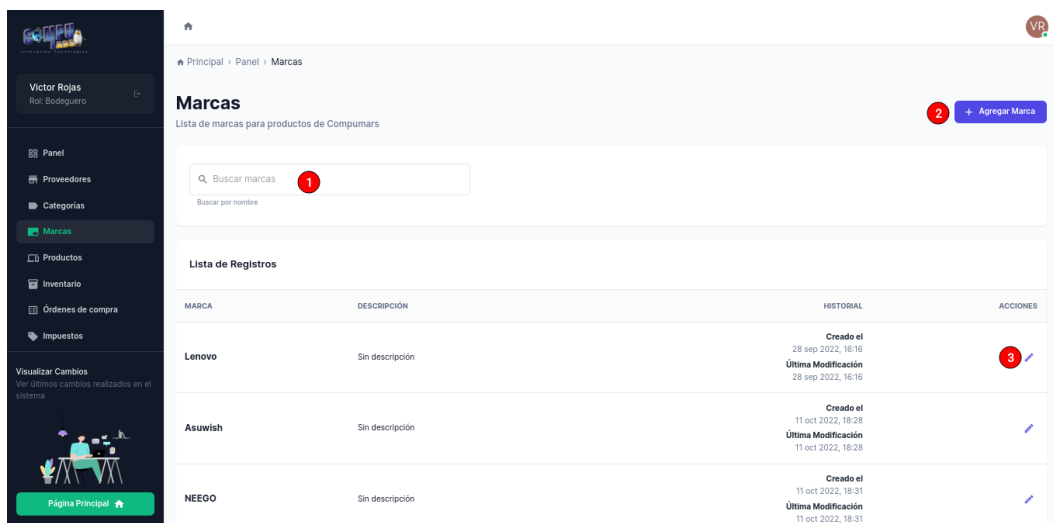 COMPU
Innovación Tecnológica
Victor Rojas
Rol: Bodeguero
Panel
Proveedores
Categorías
Marcas
Productos
Inventario
Órdenes de compra
Impuestos
Visualizar Cambios
Ver últimos cambios realizados en el
sistema
Página Principal
VR
Principal › Panel › Marcas
Marcas
Lista de marcas para productos de Compumars
2
+ Agregar Marca
Buscar marcas
1
Buscar por nombre
Lista de Registros
MARCA DESCRIPCIÓN HISTORIAL ACCIONES
Creado el
28 sep 2022, 16:16
Lenovo Sin descripción 3
Última Modificación
28 sep 2022, 16:16
Creado el
11 oct 2022, 18:28
Asuwish Sin descripción
Última Modificación
11 oct 2022, 18:28
Creado el
11 oct 2022, 18:31
NEEGO Sin descripción
Última Modificación
11 oct 2022, 18:31